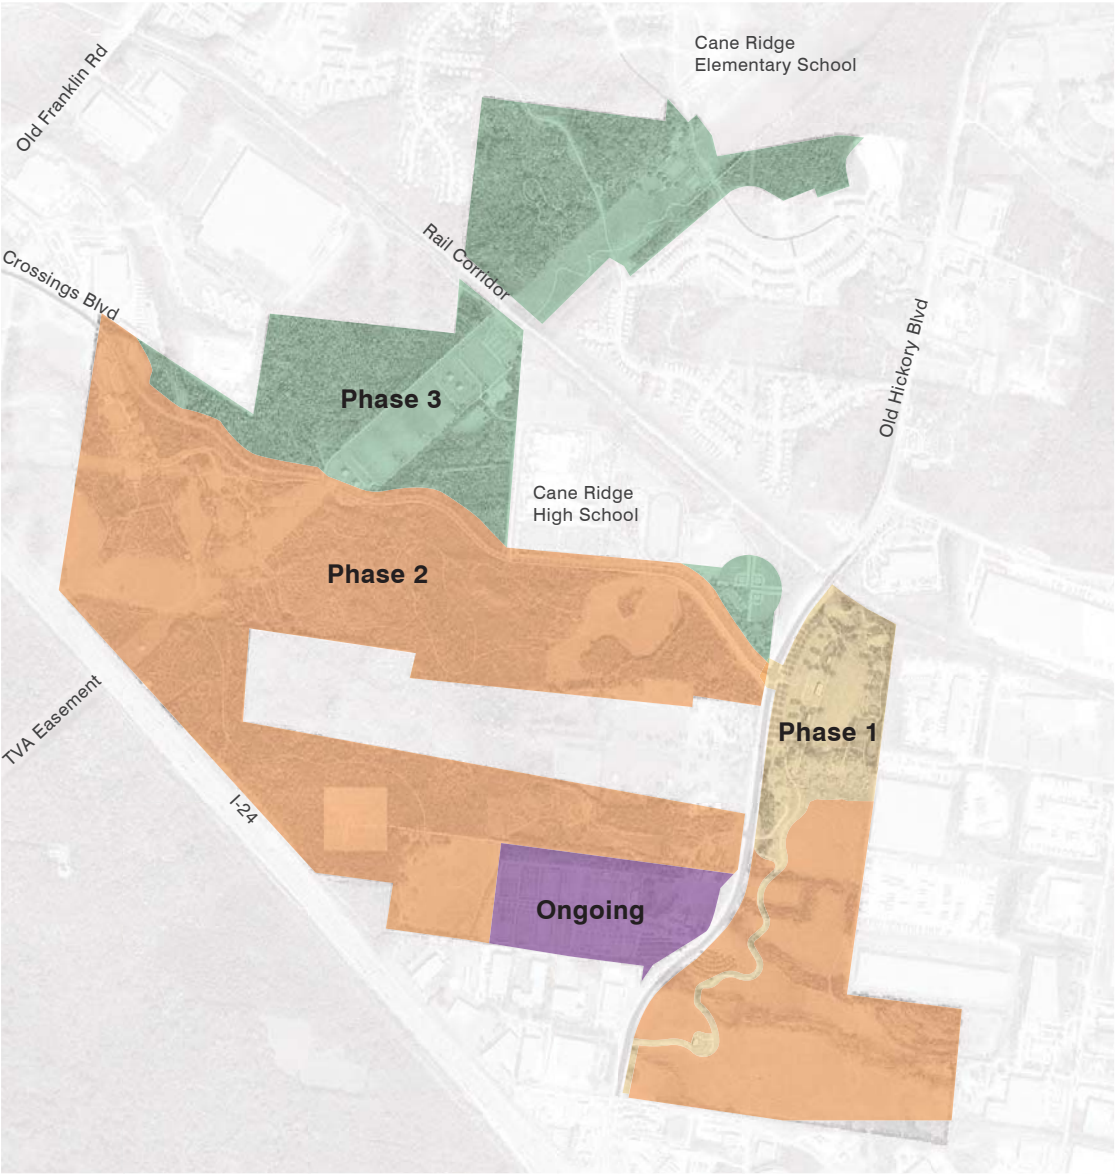 Cane Ridge
Elementary School
Old Franklin Rd
Rail Corridor
Crossings Blvd
Old Hickory Blvd
Phase 3
Cane Ridge
High School
Phase 2
TVA Easement
Phase 1
I-24
Ongoing